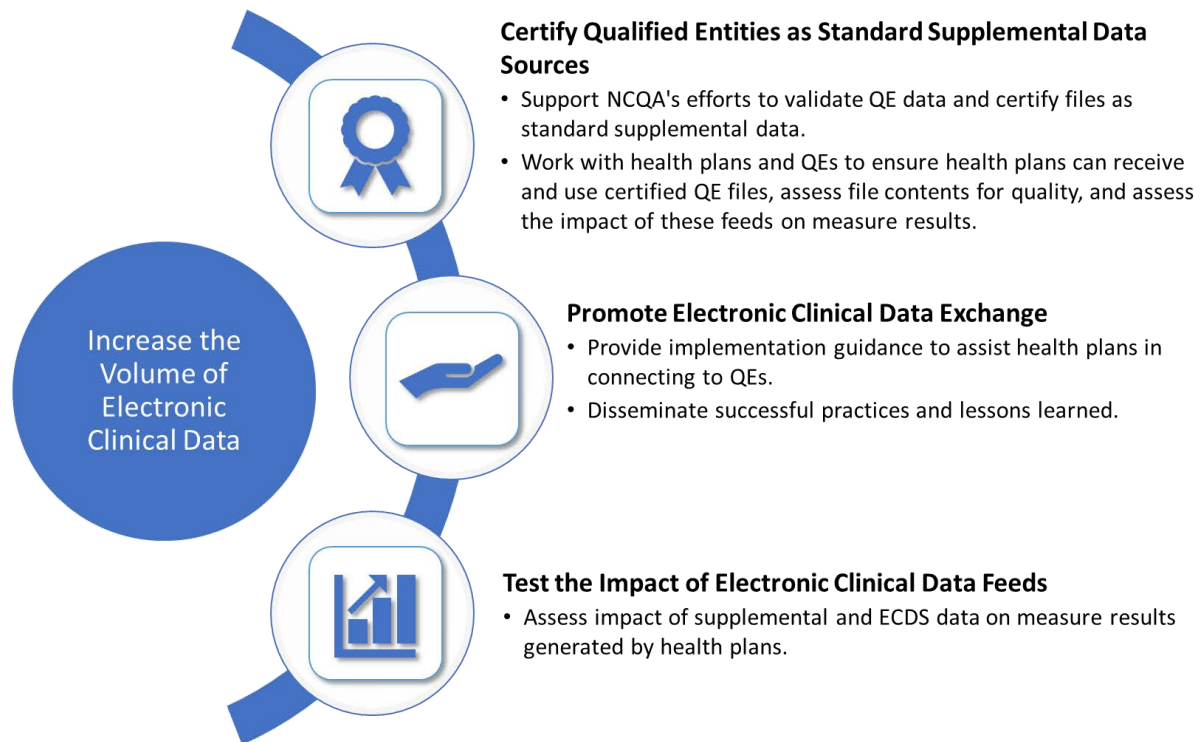 Certify Qualified Entities as Standard Supplemental Data
Sources
• Support NCQA's efforts to validate QE data and certify files as
standard supplemental data.
• Work with health plans and QEs to ensure health plans can receive
and use certified QE files, assess file contents for quality, and assess
the impact of these feeds on measure results.
Increase the
Volume of
Electronic
Clinical Data
Promote Electronic Clinical Data Exchange
• Provide implementation guidance to assist health plans in
connecting to QEs.
• Disseminate successful practices and lessons learned.
Test the Impact of Electronic Clinical Data Feeds
• Assess impact of supplemental and ECDS data on measure results
generated by health plans.